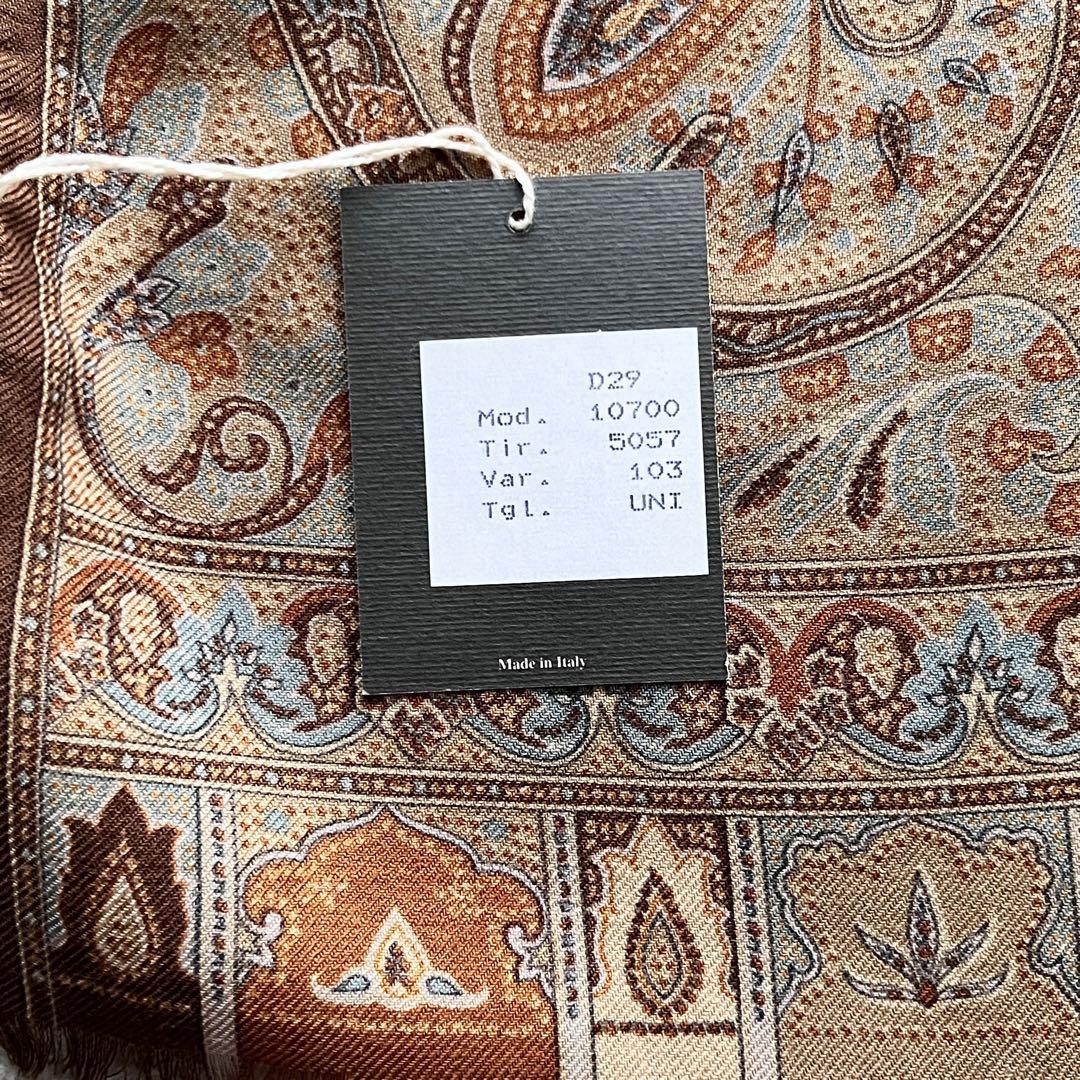 D29
Mod. 10700
Tir. 5057
Var. 103
Tgl. UNI
Made in Italy